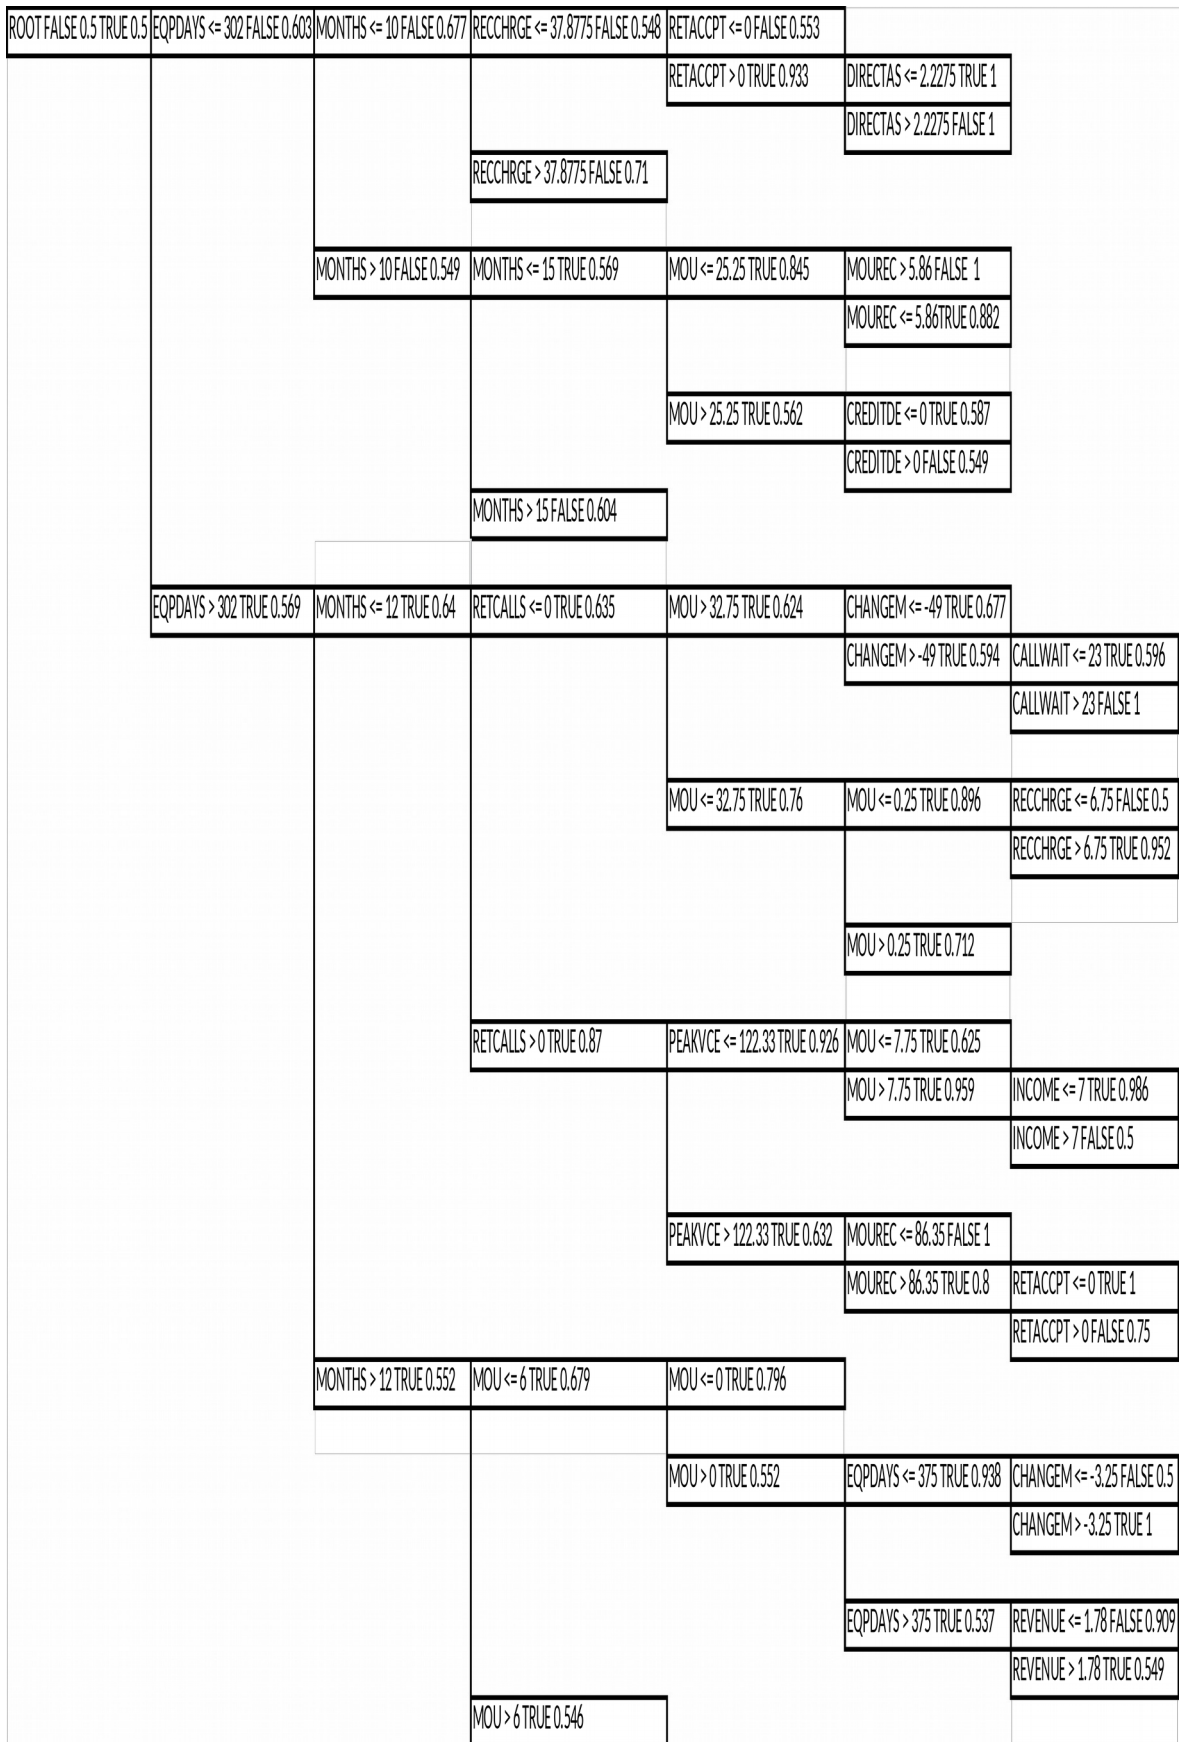 ROOT FALSE 0.5 TRUE 0.5 EQPDAYS <= 302 FALSE 0.603 MONTHS <= 10 FALSE 0.677 RECCHRGE <= 37.8775 FALSE 0.548 RETACCPT <= 0 FALSE 0.553
RETACCPT > 0 TRUE 0.933 DIRECTAS <= 2.2275 TRUE 1
DIRECTAS > 2.2275 FALSE 1
RECCHRGE > 37.8775 FALSE 0.71
MONTHS > 10 FALSE 0.549 MONTHS <= 15 TRUE 0.569 MOU <= 25.25 TRUE 0.845 MOUREC > 5.86 FALSE 1
MOUREC <= 5.86TRUE 0.882
MOU > 25.25 TRUE 0.562 CREDITDE <= 0 TRUE 0.587
CREDITDE > 0 FALSE 0.549
MONTHS > 15 FALSE 0.604
EQPDAYS > 302 TRUE 0.569 MONTHS <= 12 TRUE 0.64 RETCALLS <= 0 TRUE 0.635 MOU > 32.75 TRUE 0.624 CHANGEM <= -49 TRUE 0.677
CHANGEM > -49 TRUE 0.594 CALLWAIT <= 23 TRUE 0.596
CALLWAIT > 23 FALSE 1
MOU <= 32.75 TRUE 0.76 MOU <= 0.25 TRUE 0.896 RECCHRGE <= 6.75 FALSE 0.5
RECCHRGE > 6.75 TRUE 0.952
MOU > 0.25 TRUE 0.712
RETCALLS > 0 TRUE 0.87 PEAKVCE <= 122.33 TRUE 0.926 MOU <= 7.75 TRUE 0.625
MOU > 7.75 TRUE 0.959 INCOME <= 7 TRUE 0.986
INCOME > 7 FALSE 0.5
PEAKVCE > 122.33 TRUE 0.632 MOUREC <= 86.35 FALSE 1
MOUREC > 86.35 TRUE 0.8 RETACCPT <= 0 TRUE 1
RETACCPT > 0 FALSE 0.75
MONTHS > 12 TRUE 0.552 MOU <= 6 TRUE 0.679 MOU <= 0 TRUE 0.796
MOU > 0 TRUE 0.552 EQPDAYS <= 375 TRUE 0.938 CHANGEM <= -3.25 FALSE 0.5
CHANGEM > -3.25 TRUE 1
EQPDAYS > 375 TRUE 0.537 REVENUE <= 1.78 FALSE 0.909
REVENUE > 1.78 TRUE 0.549
MOU > 6 TRUE 0.546